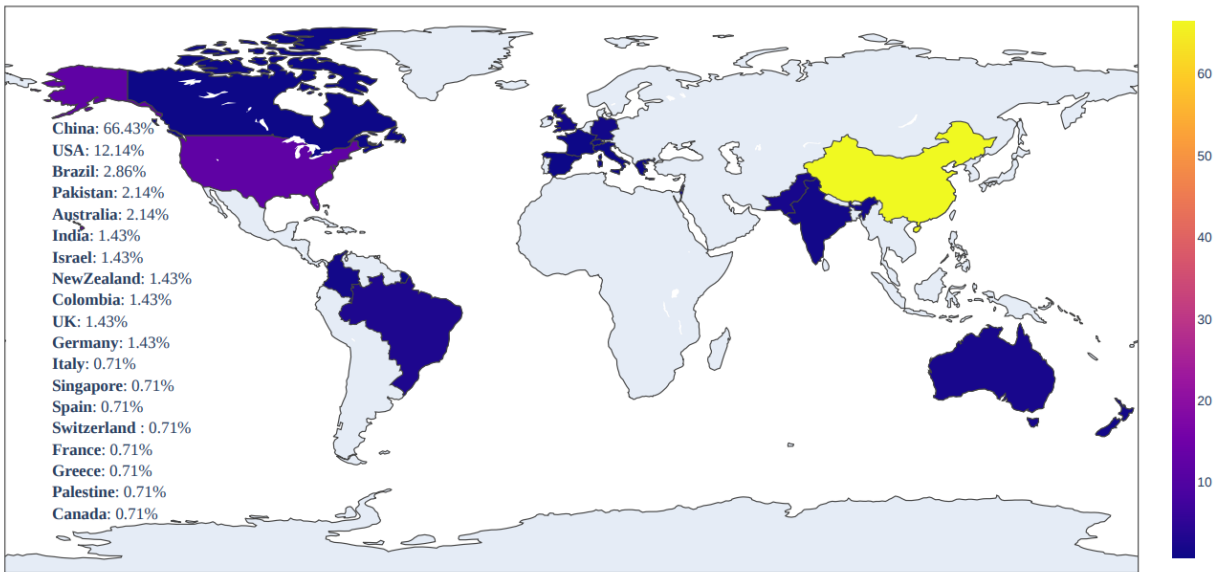 China: 66.43%
USA: 12.14%
Brazil: 2.86%
Pakistan: 2.14%
Australia: 2.14%
India: 1.43%
Israel: 1.43%
NewZealand: 1.43%
Colombia: 1.43%
UK: 1.43%
Germany: 1.43%
Italy: 0.71%
Singapore: 0.71%
Spain: 0.71%
Switzerland : 0.71%
France: 0.71%
Greece: 0.71%
Palestine: 0.71%
Canada: 0.71%
60
50
40
30
20
10